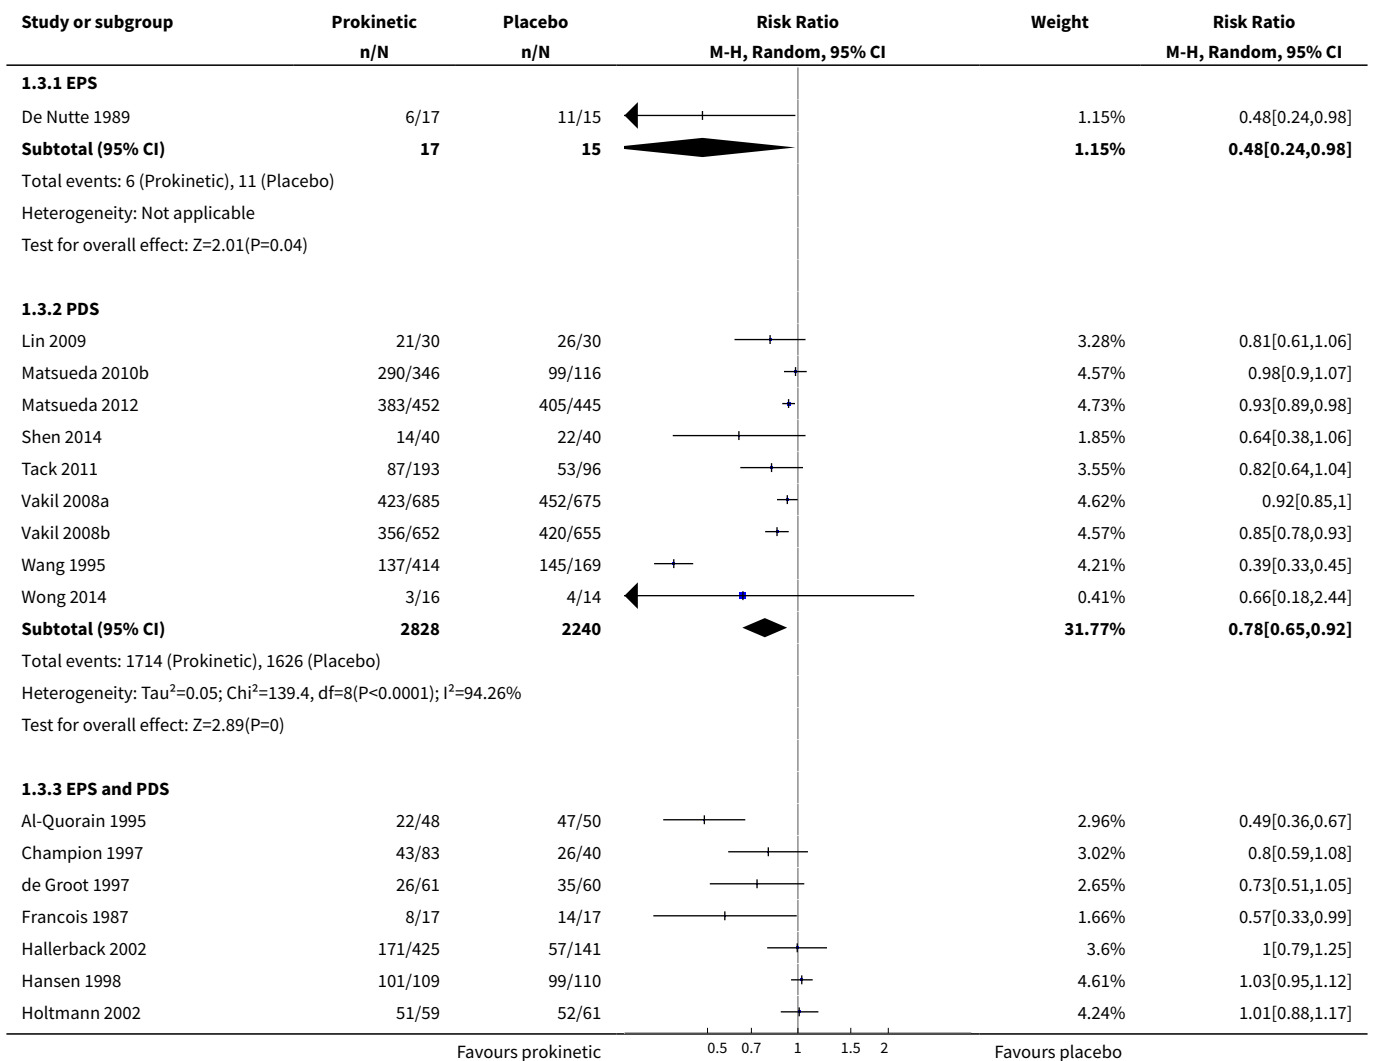 Study or subgroup Prokinetic Placebo Risk Ratio Weight Risk Ratio
n/N n/N M-H, Random, 95% CI M-H, Random, 95% CI
1.3.1 EPS
De Nutte 1989 6/17 11/15 1.15% 0.48[0.24,0.98]
Subtotal (95% CI) 17 15 1.15% 0.48[0.24,0.98]
Total events: 6 (Prokinetic), 11 (Placebo)
Heterogeneity: Not applicable
Test for overall effect: Z=2.01(P=0.04)
1.3.2 PDS
Lin 2009 21/30 26/30 3.28% 0.81[0.61,1.06]
Matsueda 2010b 290/346 99/116 4.57% 0.98[0.9,1.07]
Matsueda 2012 383/452 405/445 4.73% 0.93[0.89,0.98]
Shen 2014 14/40 22/40 1.85% 0.64[0.38,1.06]
Tack 2011 87/193 53/96 3.55% 0.82[0.64,1.04]
Vakil 2008a 423/685 452/675 4.62% 0.92[0.85,1]
Vakil 2008b 356/652 420/655 4.57% 0.85[0.78,0.93]
Wang 1995 137/414 145/169 4.21% 0.39[0.33,0.45]
Wong 2014 3/16 4/14 0.41% 0.66[0.18,2.44]
Subtotal (95% CI) 2828 2240 31.77% 0.78[0.65,0.92]
Total events: 1714 (Prokinetic), 1626 (Placebo)
Heterogeneity: Tau²=0.05; Chi²=139.4, df=8(P<0.0001); I²=94.26%
Test for overall effect: Z=2.89(P=0)
1.3.3 EPS and PDS
Al-Quorain 1995 22/48 47/50 2.96% 0.49[0.36,0.67]
Champion 1997 43/83 26/40 3.02% 0.8[0.59,1.08]
de Groot 1997 26/61 35/60 2.65% 0.73[0.51,1.05]
Francois 1987 8/17 14/17 1.66% 0.57[0.33,0.99]
Hallerback 2002 171/425 57/141 3.6% 1[0.79,1.25]
Hansen 1998 101/109 99/110 4.61% 1.03[0.95,1.12]
Holtmann 2002 51/59 52/61 4.24% 1.01[0.88,1.17]
Favours prokinetic 0.5 0.7 1 1.5 2 Favours placebo